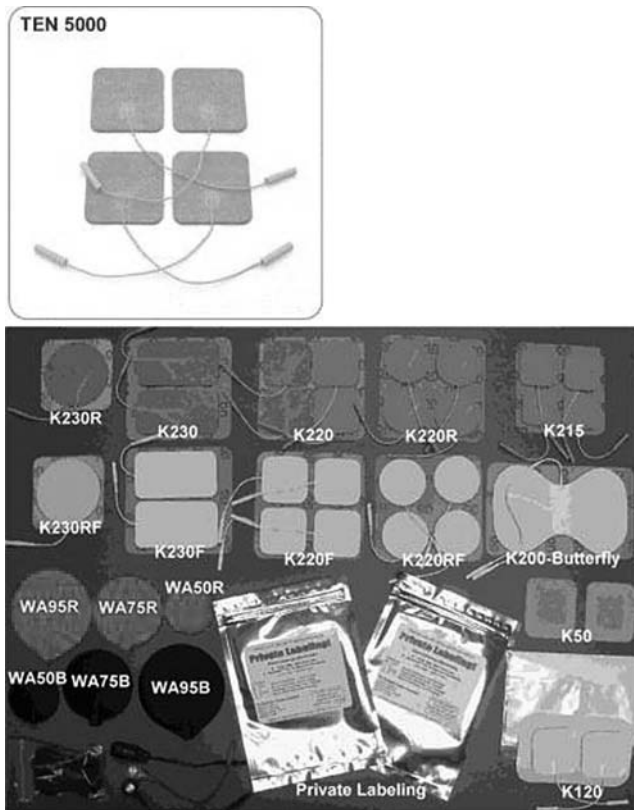 TEN 5000
K230R
K230
K220
K220R
K215
K230RF
K230F
K220F
K220RF
K200-Butterfly
WA95R
WA75R
WA50R
K50
WA50B
WA75B
WA95B
Private Labeling!
Private Labeling!
Private Labeling
K120